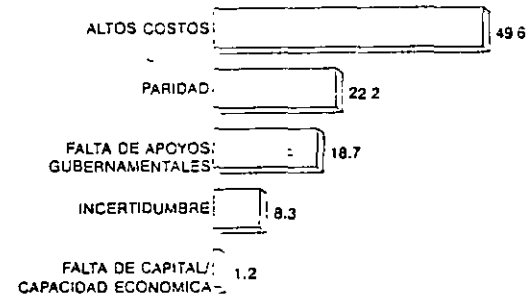 ALTOS COSTOS 49 6
PARIDAD 22 2
FALTA DE APOYOS
GUBERNAMENTALES 18.7
INCERTIDUMBRE 8.3
FALTA DE CAPITAL/
CAPACIDAD ECONOMICA 1.2